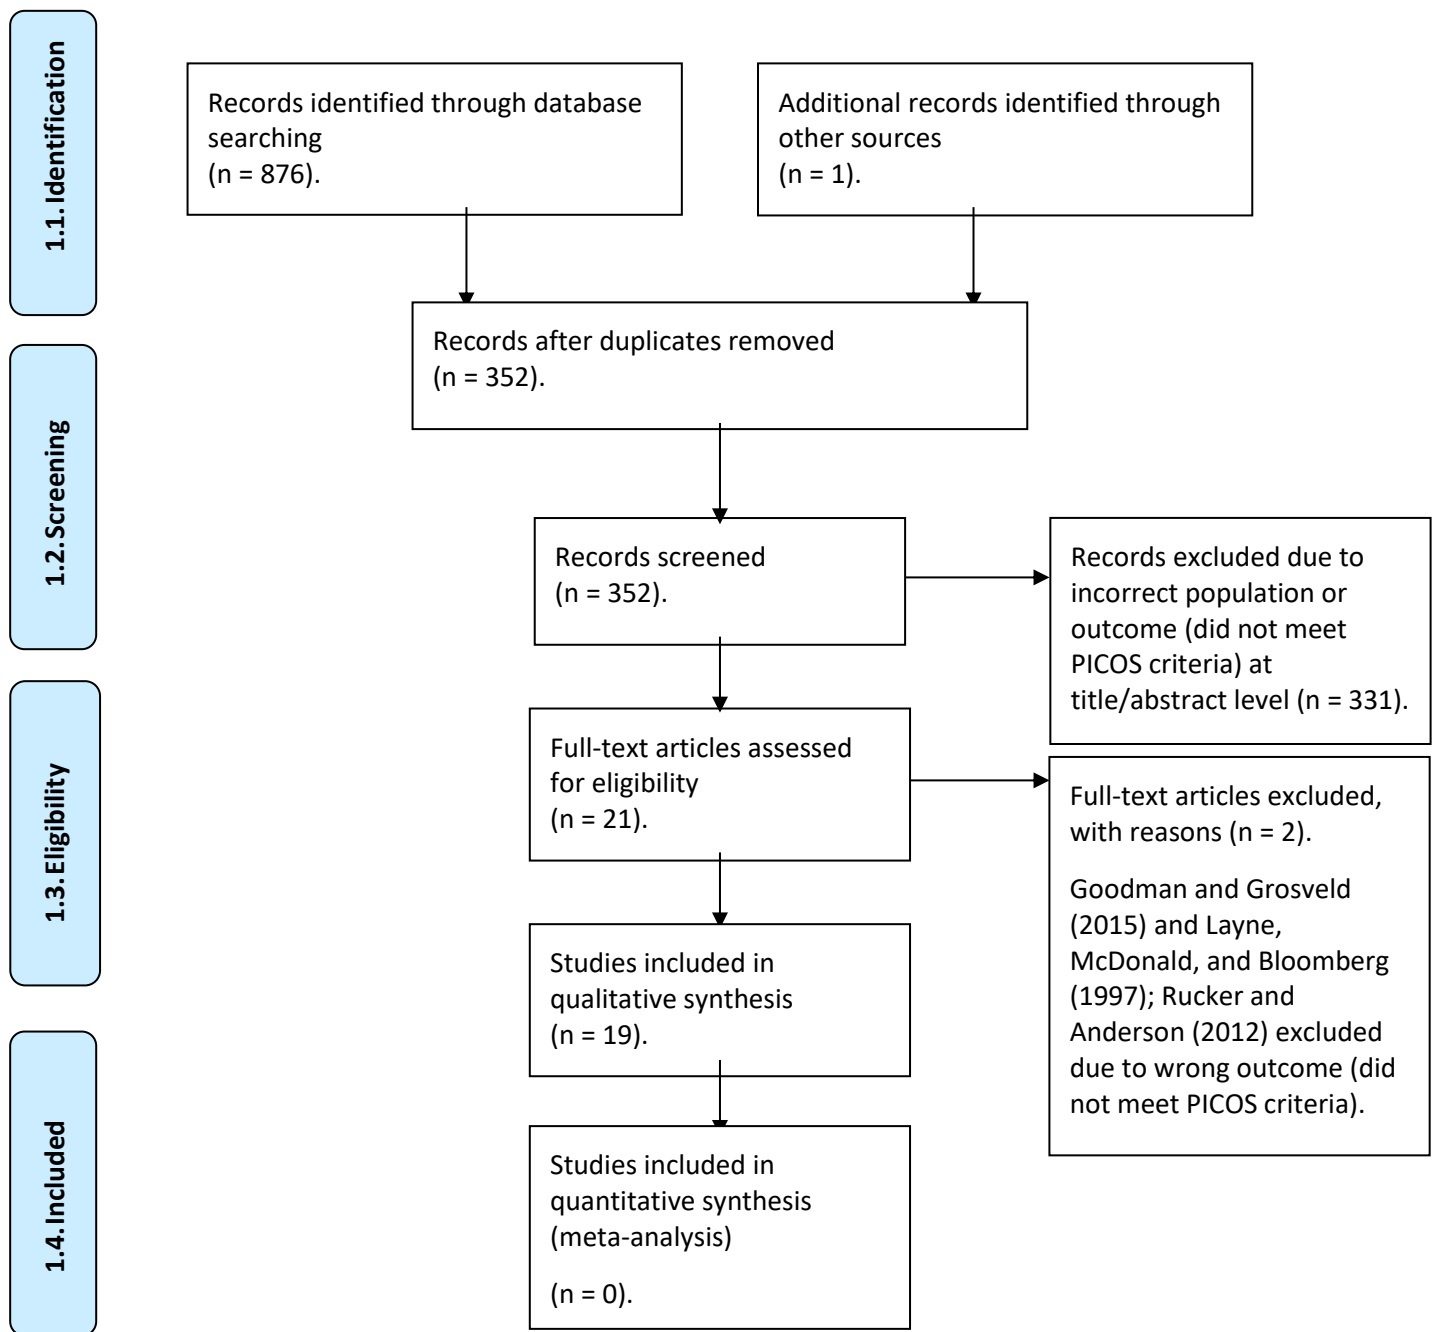 1.1. Identification
Records identified through database
searching
(n = 876).
Additional records identified through
other sources
(n = 1).
Records after duplicates removed
(n = 352).
1.2. Screening
Records screened
(n = 352).
Records excluded due to
incorrect population or
outcome (did not meet
PICOS criteria) at
title/abstract level (n = 331).
1.3. Eligibility
Full-text articles assessed
for eligibility
(n = 21).
Full-text articles excluded,
with reasons (n = 2).
Goodman and Grosveld
(2015) and Layne,
McDonald, and Bloomberg
(1997); Rucker and
Anderson (2012) excluded
due to wrong outcome (did
not meet PICOS criteria).
Studies included in
qualitative synthesis
(n = 19).
1.4. Included
Studies included in
quantitative synthesis
(meta-analysis)
(n = 0).